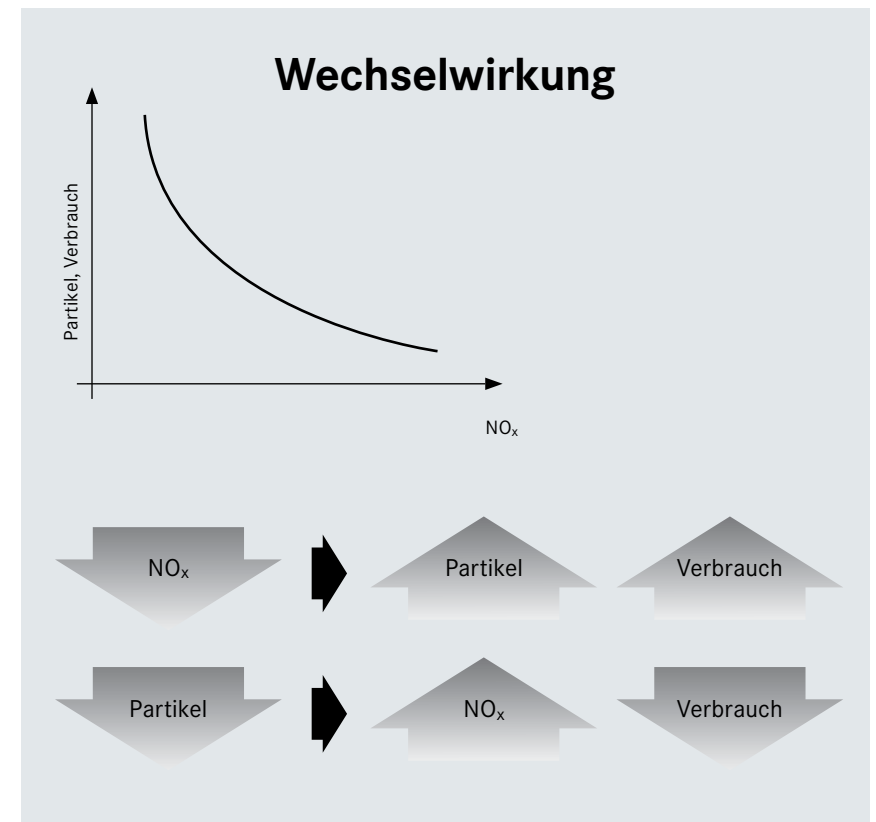 Wechselwirkung
Partikel, Verbrauch
NOₓ
NOₓ Partikel Verbrauch
Partikel NOₓ Verbrauch